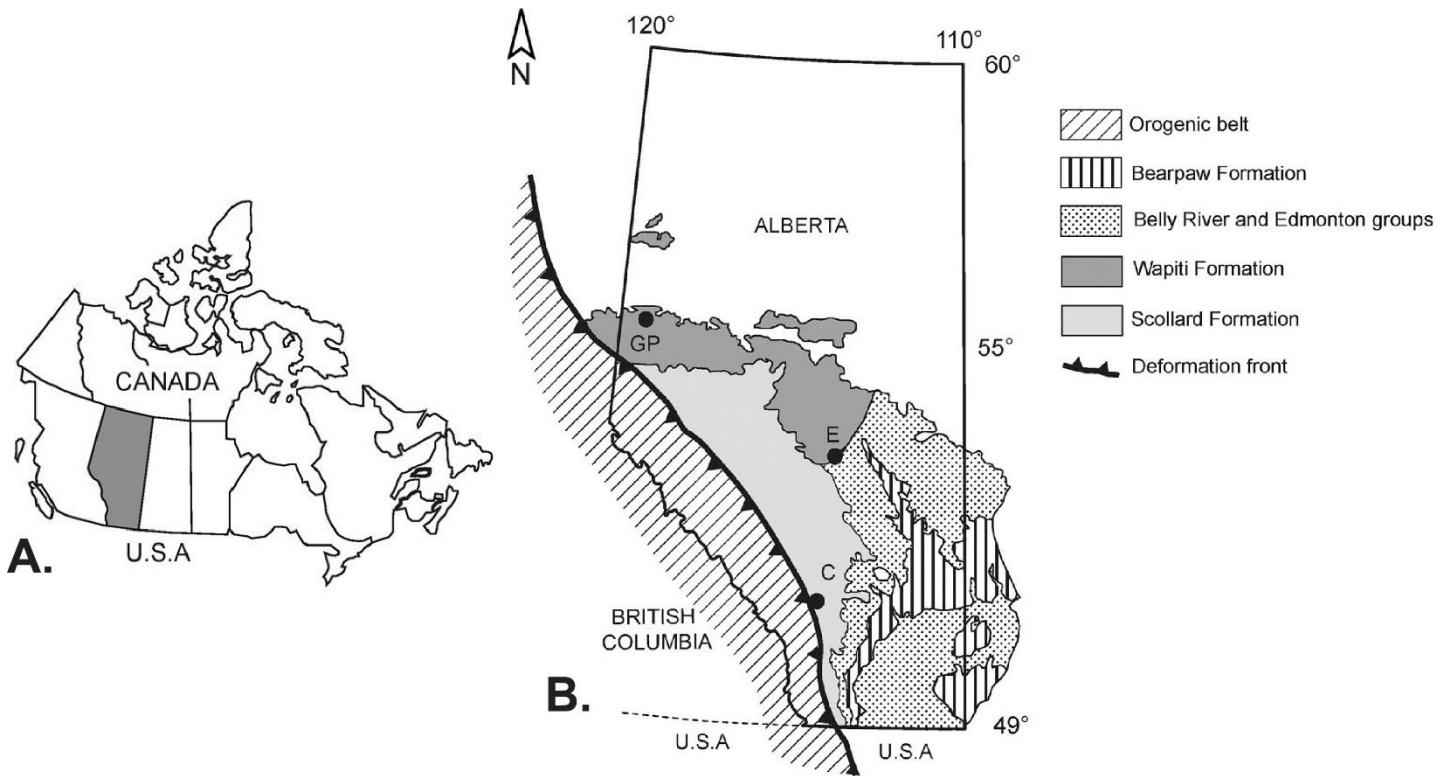 CANADA
U.S.A
A.
N
120°
110°
60°
ALBERTA
55°
GP
E
C
BRITISH
COLUMBIA
B.
49°
U.S.A
U.S.A
Orogenic belt
Bearpaw Formation
Belly River and Edmonton groups
Wapiti Formation
Scollard Formation
Deformation front